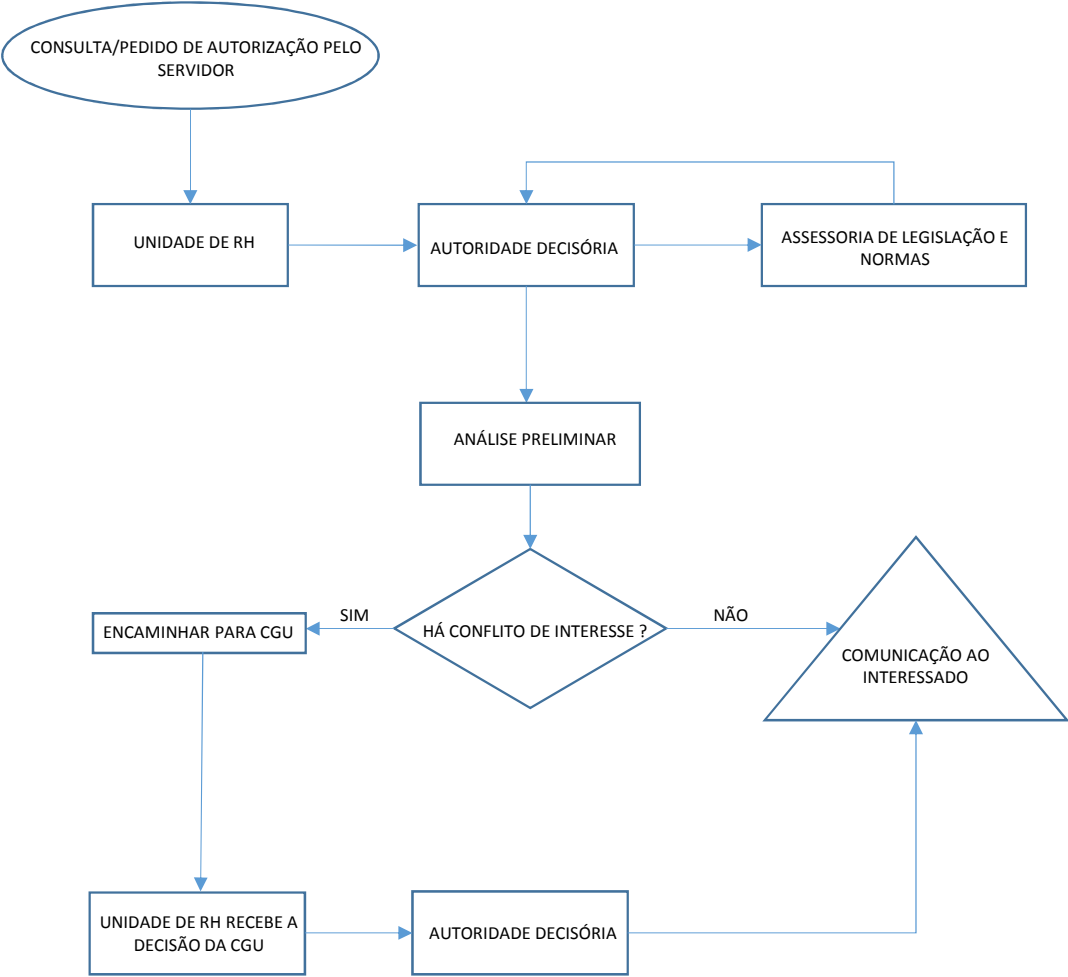 CONSULTA/PEDIDO DE AUTORIZAÇÃO PELO
SERVIDOR
UNIDADE DE RH
AUTORIDADE DECISÓRIA
ASSESSORIA DE LEGISLAÇÃO E
NORMAS
ANÁLISE PRELIMINAR
ENCAMINHAR PARA CGU
SIM
HÁ CONFLITO DE INTERESSE ?
NÃO
COMUNICAÇÃO AO
INTERESSADO
UNIDADE DE RH RECEBE A
DECISÃO DA CGU
AUTORIDADE DECISÓRIA